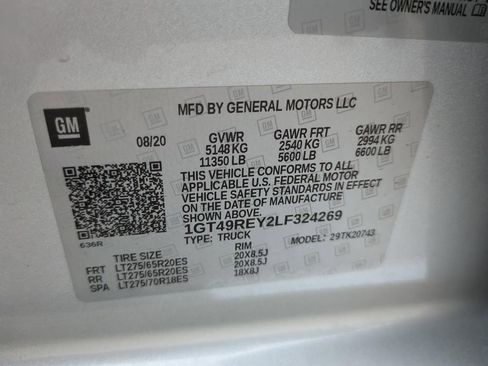 SEE OWNER'S MANUAL
GM
MFD BY GENERAL MOTORS LLC
08/20 GVWR GAWR FRT GAWR RR
5148 KG 2540 KG 2994 KG
11350 LB 5600 LB 6600 LB
THIS VEHICLE CONFORMS TO ALL
APPLICABLE U.S. FEDERAL MOTOR
VEHICLE SAFETY STANDARDS IN EFFECT
ON THE DATE OF MANUFACTURE
SHOWN ABOVE.
1GT49REY2LF324269
TYPE: TRUCK MODEL: 29TK20743
636R
TIRE SIZE RIM
FRT LT275/65R20ES 20X8.5J
RR LT275/65R20ES 20X8.5J
SPA LT275/70R18ES 18X8J